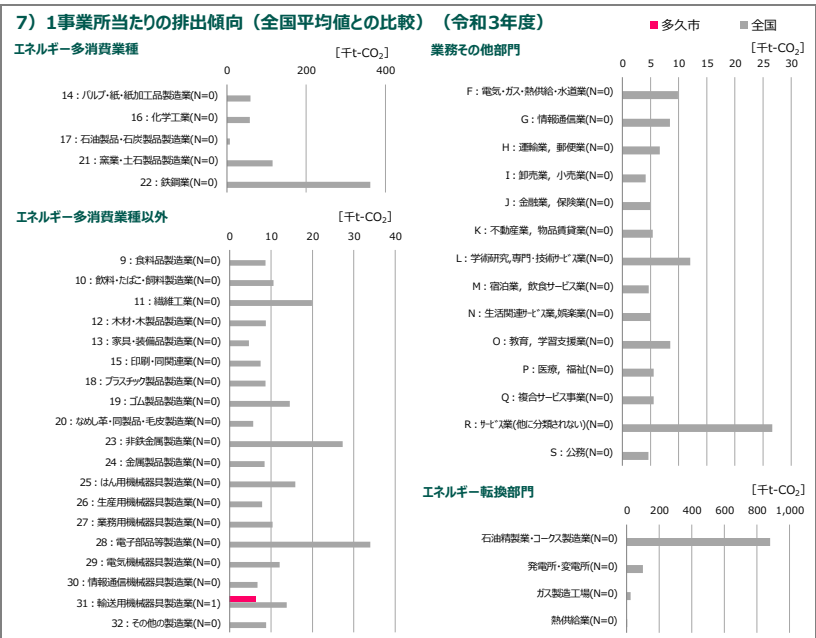 7）1事業所当たりの排出傾向（全国平均値との比較）（令和3年度）
多久市 全国
エネルギー多消費業種
[千t-CO₂]
0 200 400
14：パルプ・紙・紙加工品製造業(N=0)
16：化学工業(N=0)
17：石油製品・石炭製品製造業(N=0)
21：窯業・土石製品製造業(N=0)
22：鉄鋼業(N=0)
エネルギー多消費業種以外
[千t-CO₂]
0 10 20 30 40
9：食料品製造業(N=0)
10：飲料・たばこ・飼料製造業(N=0)
11：繊維工業(N=0)
12：木材・木製品製造業(N=0)
13：家具・装備品製造業(N=0)
15：印刷・同関連業(N=0)
18：プラスチック製品製造業(N=0)
19：ゴム製品製造業(N=0)
20：なめし革・同製品・毛皮製造業(N=0)
23：非鉄金属製造業(N=0)
24：金属製品製造業(N=0)
25：はん用機械器具製造業(N=0)
26：生産用機械器具製造業(N=0)
27：業務用機械器具製造業(N=0)
28：電子部品等製造業(N=0)
29：電気機械器具製造業(N=0)
30：情報通信機械器具製造業(N=0)
31：輸送用機械器具製造業(N=1)
32：その他の製造業(N=0)
業務その他部門
[千t-CO₂]
0 5 10 15 20 25 30
F：電気・ガス・熱供給・水道業(N=0)
G：情報通信業(N=0)
H：運輸業，郵便業(N=0)
I：卸売業，小売業(N=0)
J：金融業，保険業(N=0)
K：不動産業，物品賃貸業(N=0)
L：学術研究,専門・技術ｻｰﾋﾞｽ業(N=0)
M：宿泊業，飲食サービス業(N=0)
N：生活関連ｻｰﾋﾞｽ業,娯楽業(N=0)
O：教育，学習支援業(N=0)
P：医療，福祉(N=0)
Q：複合サービス事業(N=0)
R：ｻｰﾋﾞｽ業(他に分類されない)(N=0)
S：公務(N=0)
エネルギー転換部門
[千t-CO₂]
0 200 400 600 800 1,000
石油精製業・コークス製造業(N=0)
発電所・変電所(N=0)
ガス製造工場(N=0)
熱供給業(N=0)